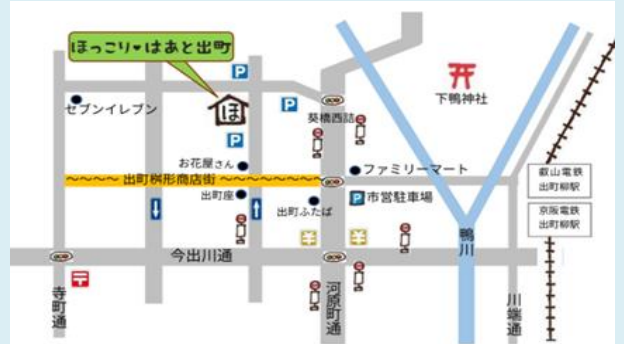 ほっこり♥はあと出町
P
セブンイレブン
ほ
P
葵橋西詰
下鴨神社
P
お花屋さん
ファミリーマート
叡山電鉄
出町柳駅
〜〜〜〜 出町桝形商店街 〜〜〜〜〜〜〜
出町座
出町ふたば
P 市営駐車場
京阪電鉄
出町柳駅
今出川通
鴨川
寺町通
河原町通
川端通